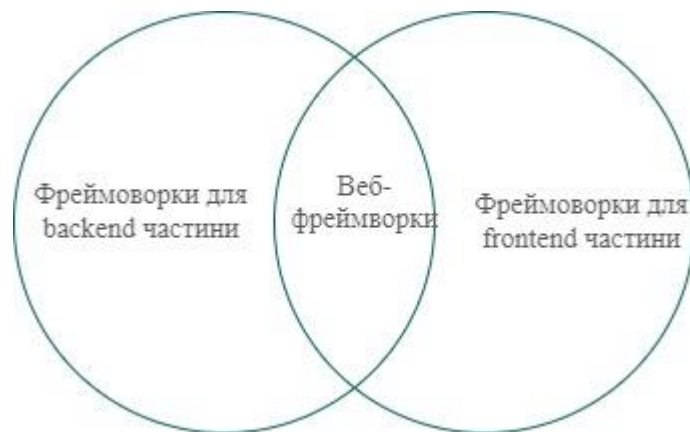 Фреймоворки для
backend частини
Веб-
фреймворки
Фреймоворки для
frontend частини